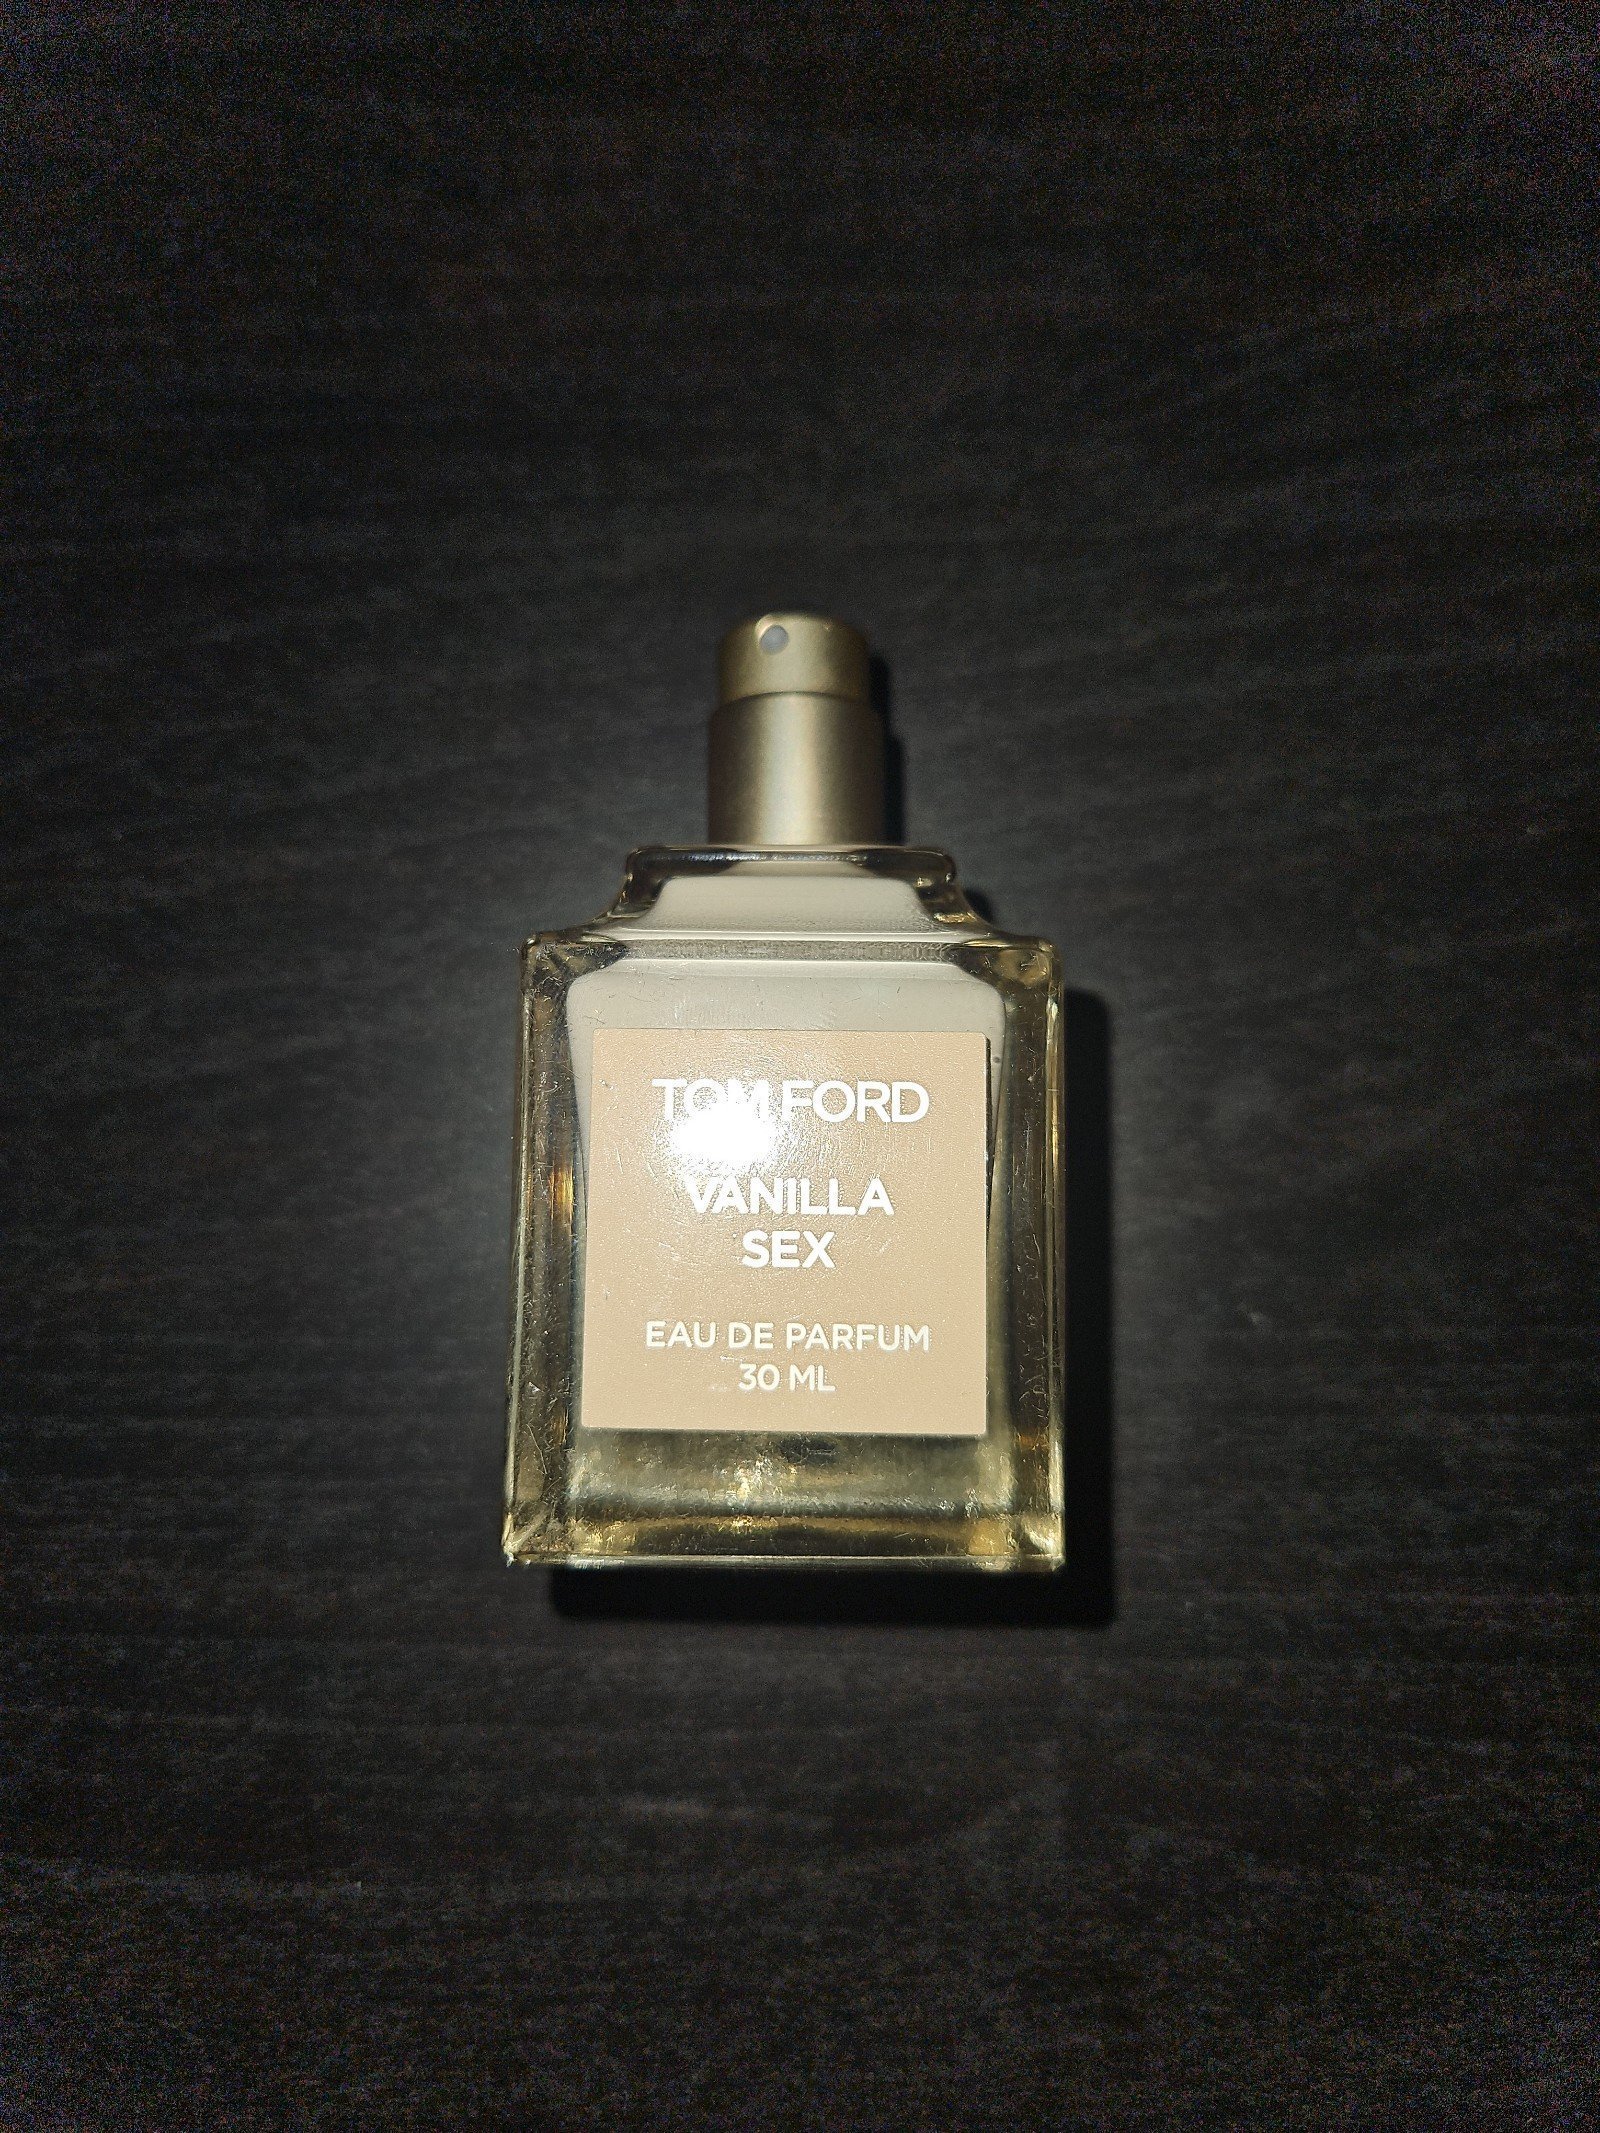 TOM FORD
VANILLA
SEX
EAU DE PARFUM
30 ML